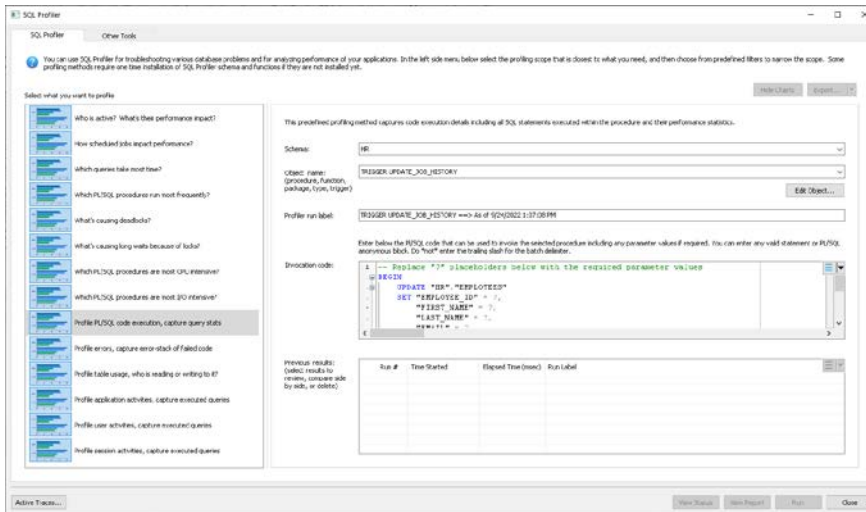 SQL Profiler
SQL Profiler
Other Tools
You can use SQL Profiler for troubleshooting various database problems and for analyzing performance of your applications. In the left side menu below select the profiling scope that is closest to what you need, and then choose from predefined filters to narrow the scope. Some
profiling methods require one time installation of SQL Profiler schema and functions if they are not installed yet.
Hide Charts
Export...
Select what you want to profile
Who is active? What's their performance impact?
How scheduled jobs impact performance?
Which queries take most time?
Which PL/SQL procedures run most frequently?
What's causing deadlocks?
What's causing long waits because of locks?
Which PL/SQL procedures are most CPU intensive?
Which PL/SQL procedures are most I/O intensive?
Profile PL/SQL code execution, capture query stats
Profile errors, capture error-stack of failed code
Profile table usage, who is reading or writing to it?
Profile application activities, capture executed queries
Profile user activities, capture executed queries
Profile session activities, capture executed queries
This predefined profiling method captures code execution details including all SQL statements executed within the procedure and their performance statistics.
Schema:
HR
Object name:
(procedure, function,
package, type, trigger)
TRIGGER UPDATE_JOB_HISTORY
Edit Object...
Profiler run label:
TRIGGER UPDATE_JOB_HISTORY ==> As of 9/24/2022 1:37:08 PM
Enter below the PL/SQL code that can be used to invoke the selected procedure including any parameter values if required. You can enter any valid statement or PL/SQL
anonymous block. Do "not" enter the trailing slash for the batch delimiter.
Invocation code:
1 -- Replace "?" placeholders below with the required parameter values
BEGIN
UPDATE "HR"."EMPLOYEES"
SET "EMPLOYEE_ID" = ?,
"FIRST_NAME" = ?,
"LAST_NAME" = ?,
"EMAIL" = ?
Previous results:
(select results to
review, compare side
by side, or delete)
Run # Time Started Elapsed Time (msec) Run Label
Active Traces...
View Status
View Report
Run
Close